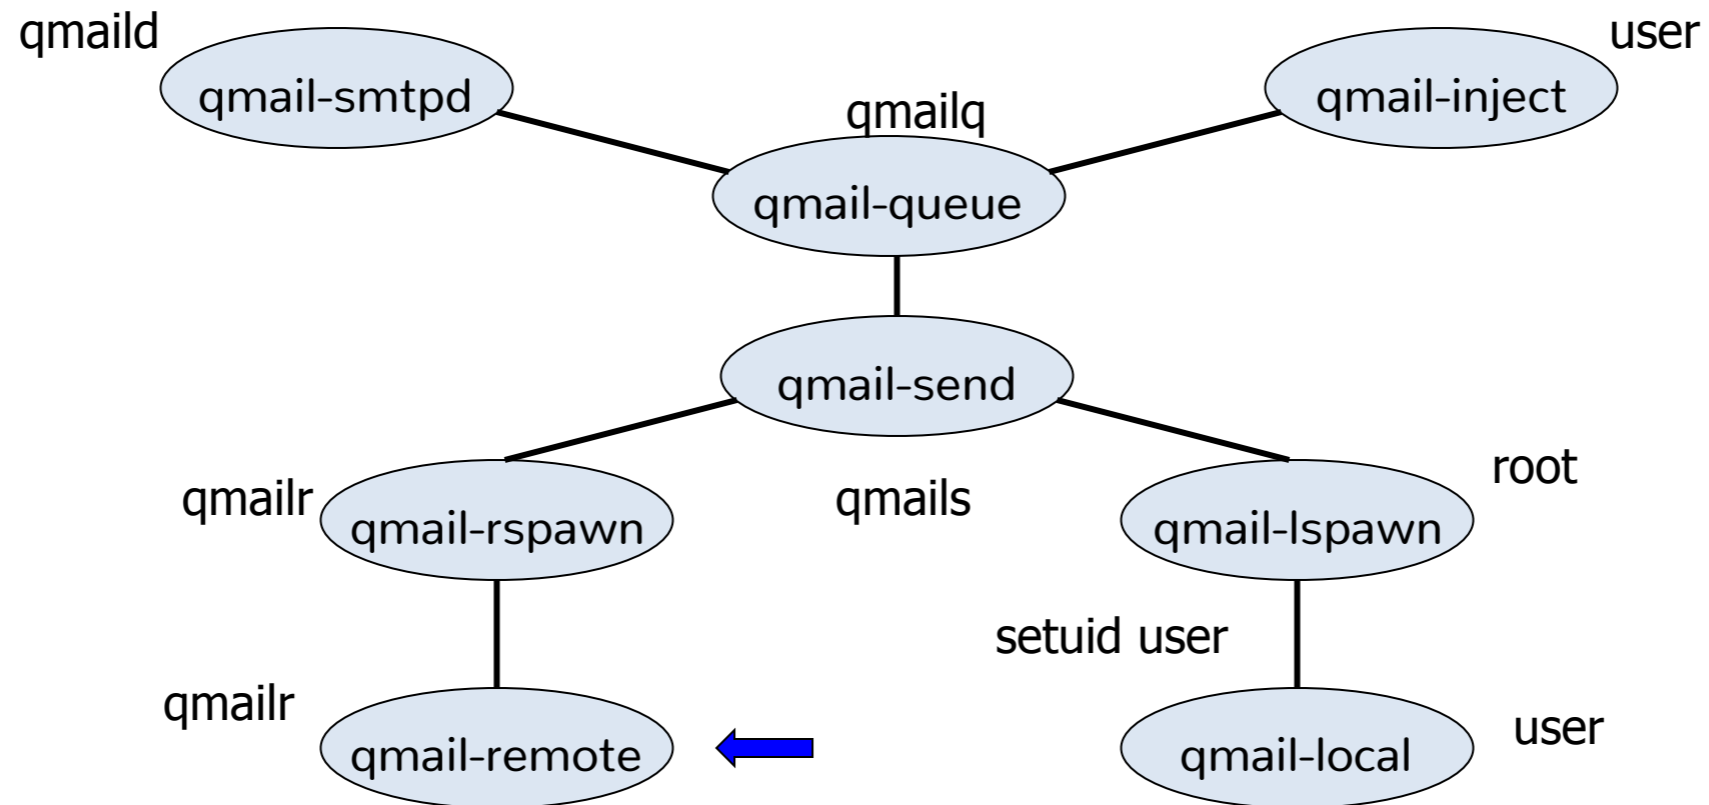 qmaild
user
qmail-smtpd
qmail-inject
qmailq
qmail-queue
qmail-send
root
qmailr
qmails
qmail-rspawn
qmail-lspawn
setuid user
qmailr
user
qmail-remote
qmail-local